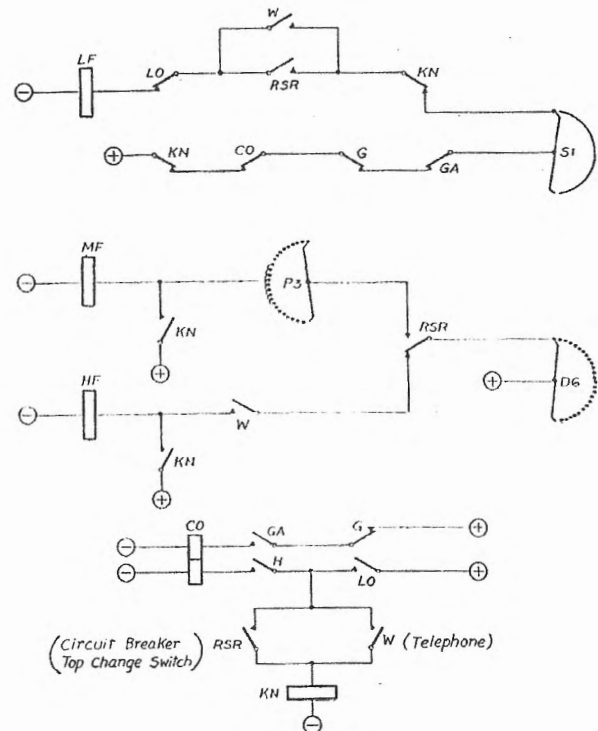 W
LF
LO
RSR
KN
⊖
⊕
KN
CO
G
GA
S1
MF
⊖
P3
KN
RSR
⊕
HF
⊕
D6
⊖
W
KN
⊕
CO
GA
G
⊖
⊕
H
⊖
LO
⊕
(Circuit Breaker
Top Change Switch)
RSR
W (Telephone)
KN
⊖